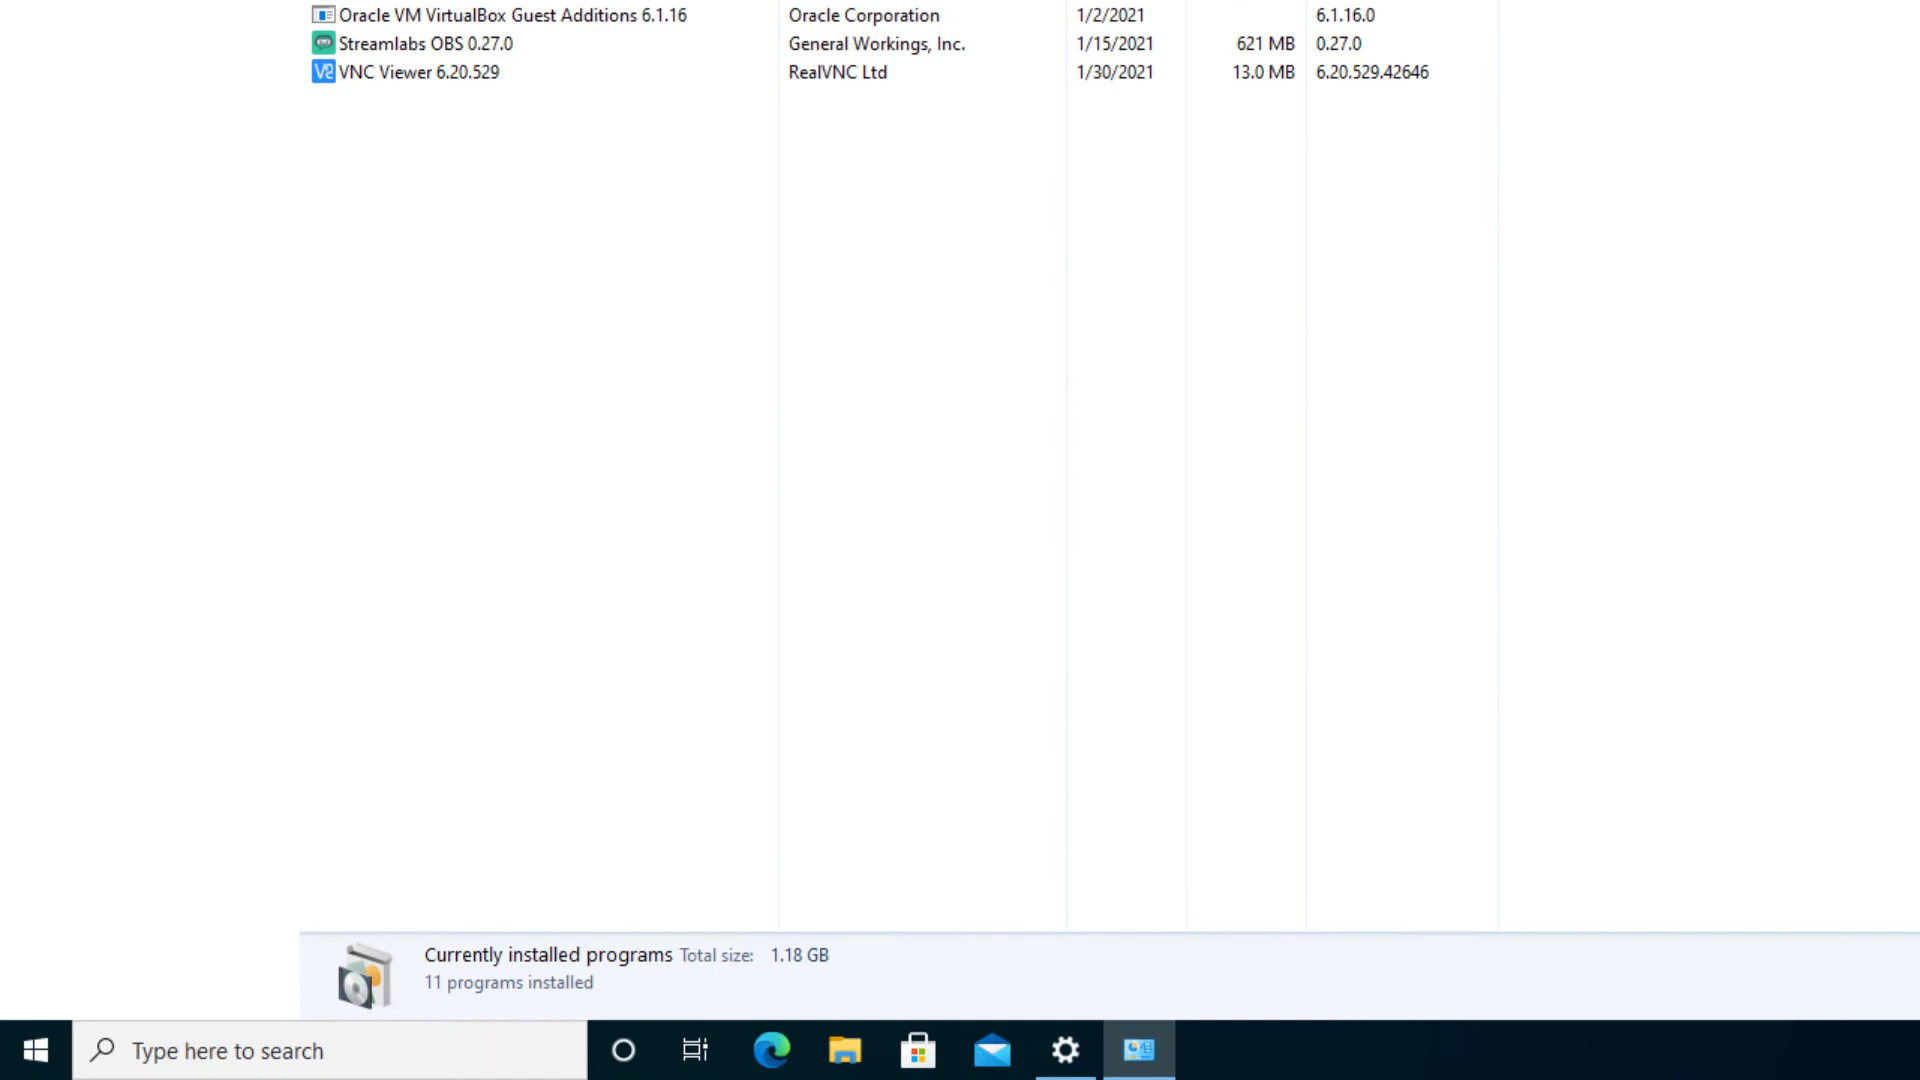 Oracle VM VirtualBox Guest Additions 6.1.16 Oracle Corporation 1/2/2021 6.1.16.0
Streamlabs OBS 0.27.0 General Workings, Inc. 1/15/2021 621 MB 0.27.0
VNC Viewer 6.20.529 RealVNC Ltd 1/30/2021 13.0 MB 6.20.529.42646
Currently installed programs Total size: 1.18 GB
11 programs installed
Type here to search